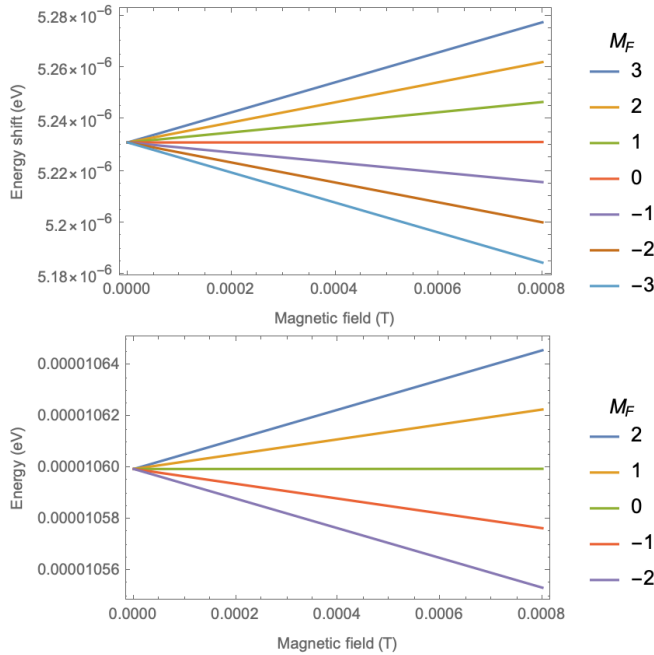 5.28×10⁻⁶
5.26×10⁻⁶
5.24×10⁻⁶
5.22×10⁻⁶
5.2×10⁻⁶
5.18×10⁻⁶
Energy shift (eV)
0.0000 0.0002 0.0004 0.0006 0.0008
Magnetic field (T)
M_F
3
2
1
0
−1
−2
−3
0.00001064
0.00001062
0.00001060
0.00001058
0.00001056
Energy (eV)
0.0000 0.0002 0.0004 0.0006 0.0008
Magnetic field (T)
M_F
2
1
0
−1
−2